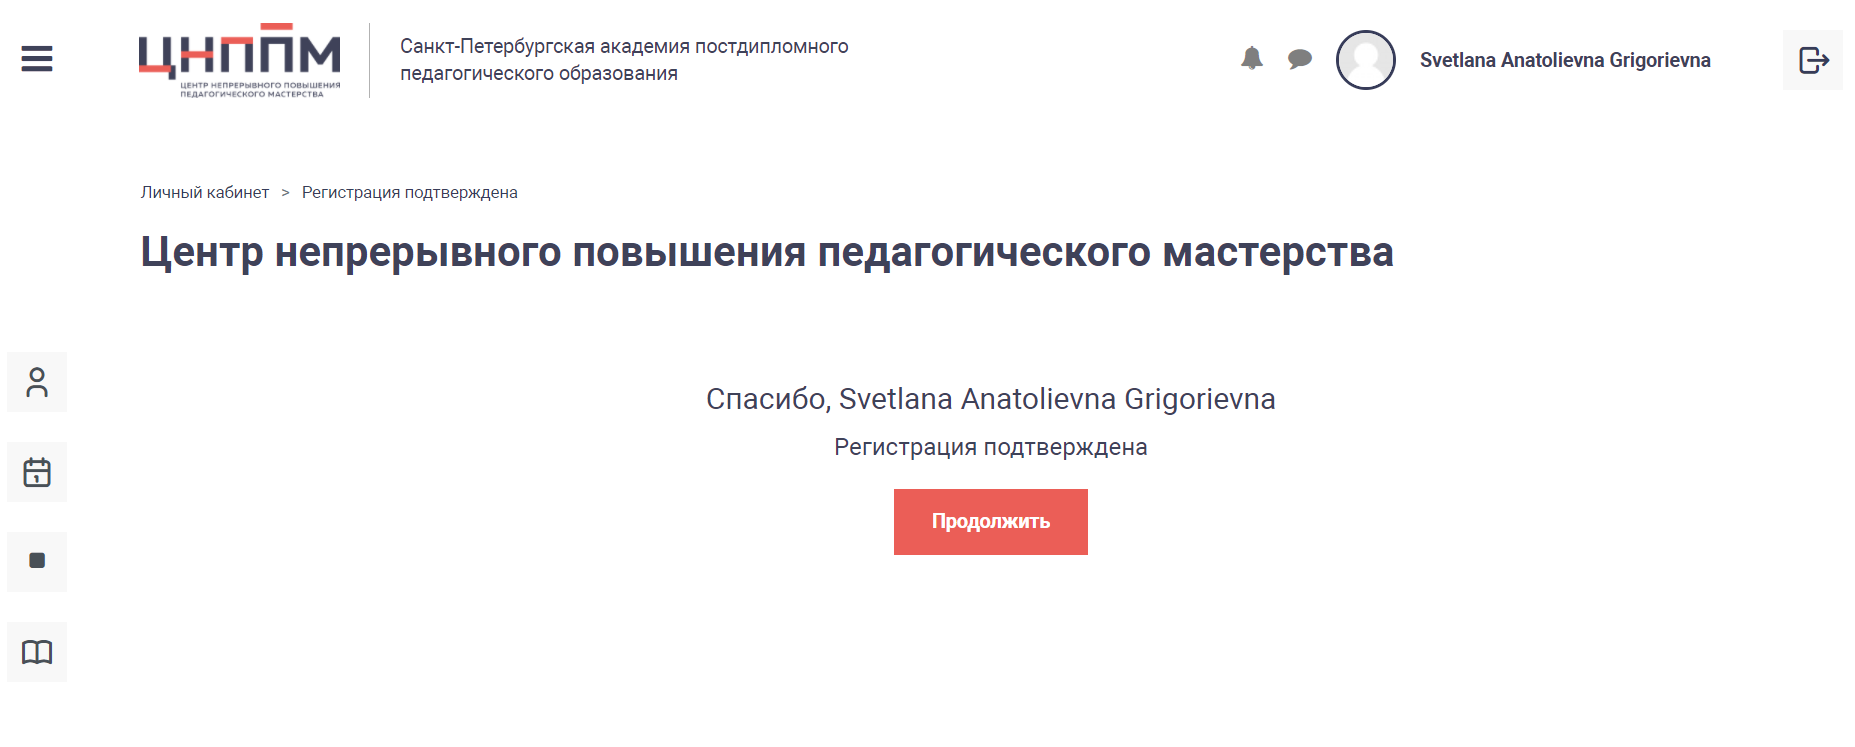 ЦНППМ
ЦЕНТР НЕПРЕРЫВНОГО ПОВЫШЕНИЯ
ПЕДАГОГИЧЕСКОГО МАСТЕРСТВА
Санкт-Петербургская академия постдипломного
педагогического образования
Svetlana Anatolievna Grigorievna
Личный кабинет > Регистрация подтверждена
Центр непрерывного повышения педагогического мастерства
Спасибо, Svetlana Anatolievna Grigorievna
Регистрация подтверждена
Продолжить